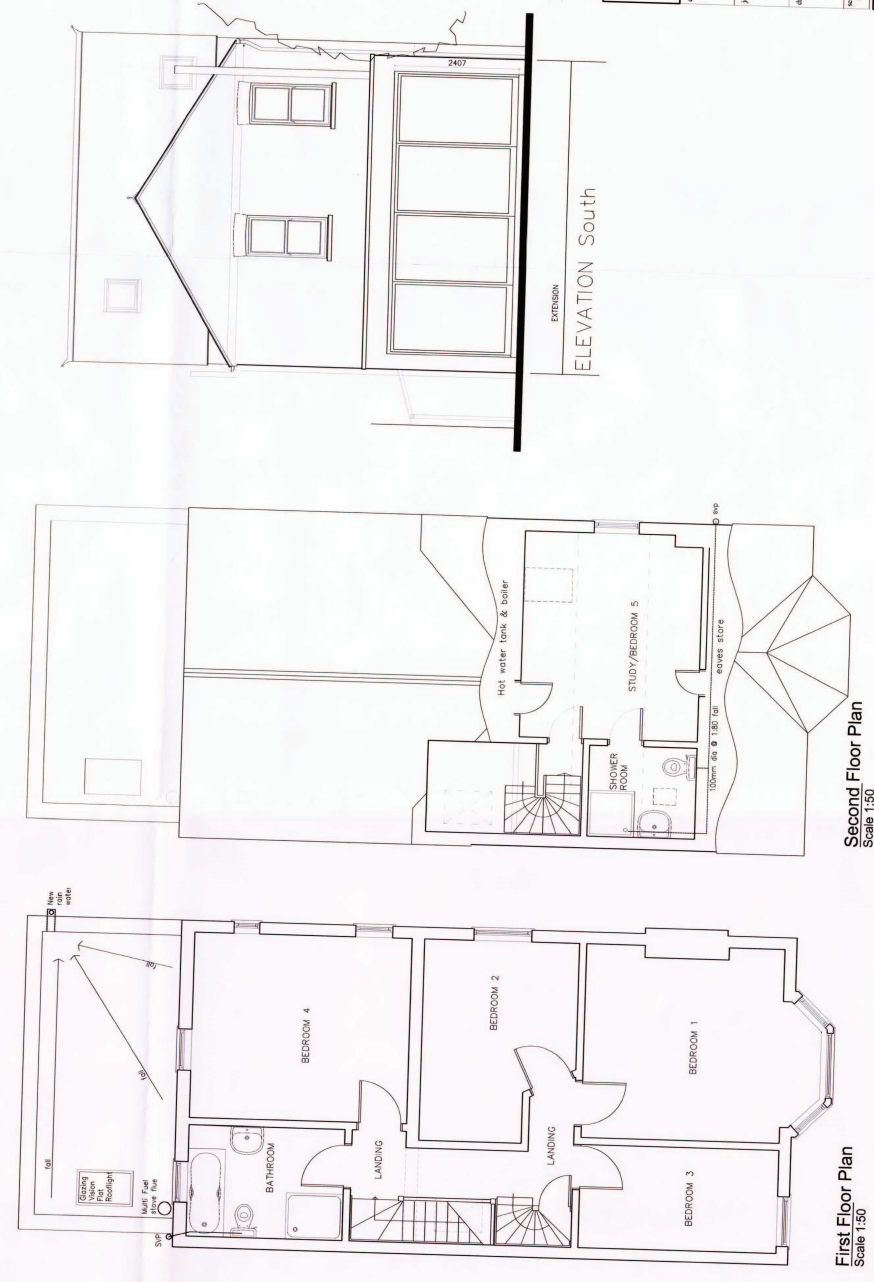 2407
EXTENSION
ELEVATION South
Hot water tank & boiler
STUDY/BEDROOM 5
SHOWER
ROOM
eaves store
100mm dia @ 1:80 fall
svp
Second Floor Plan
Scale 1:50
New
rain
water
fall
fall
fall
Glazing
Vision
Flat
Rooflight
Multi Fuel
stove flue
SVP
BATHROOM
BEDROOM 4
LANDING
BEDROOM 2
LANDING
BEDROOM 1
BEDROOM 3
First Floor Plan
Scale 1:50